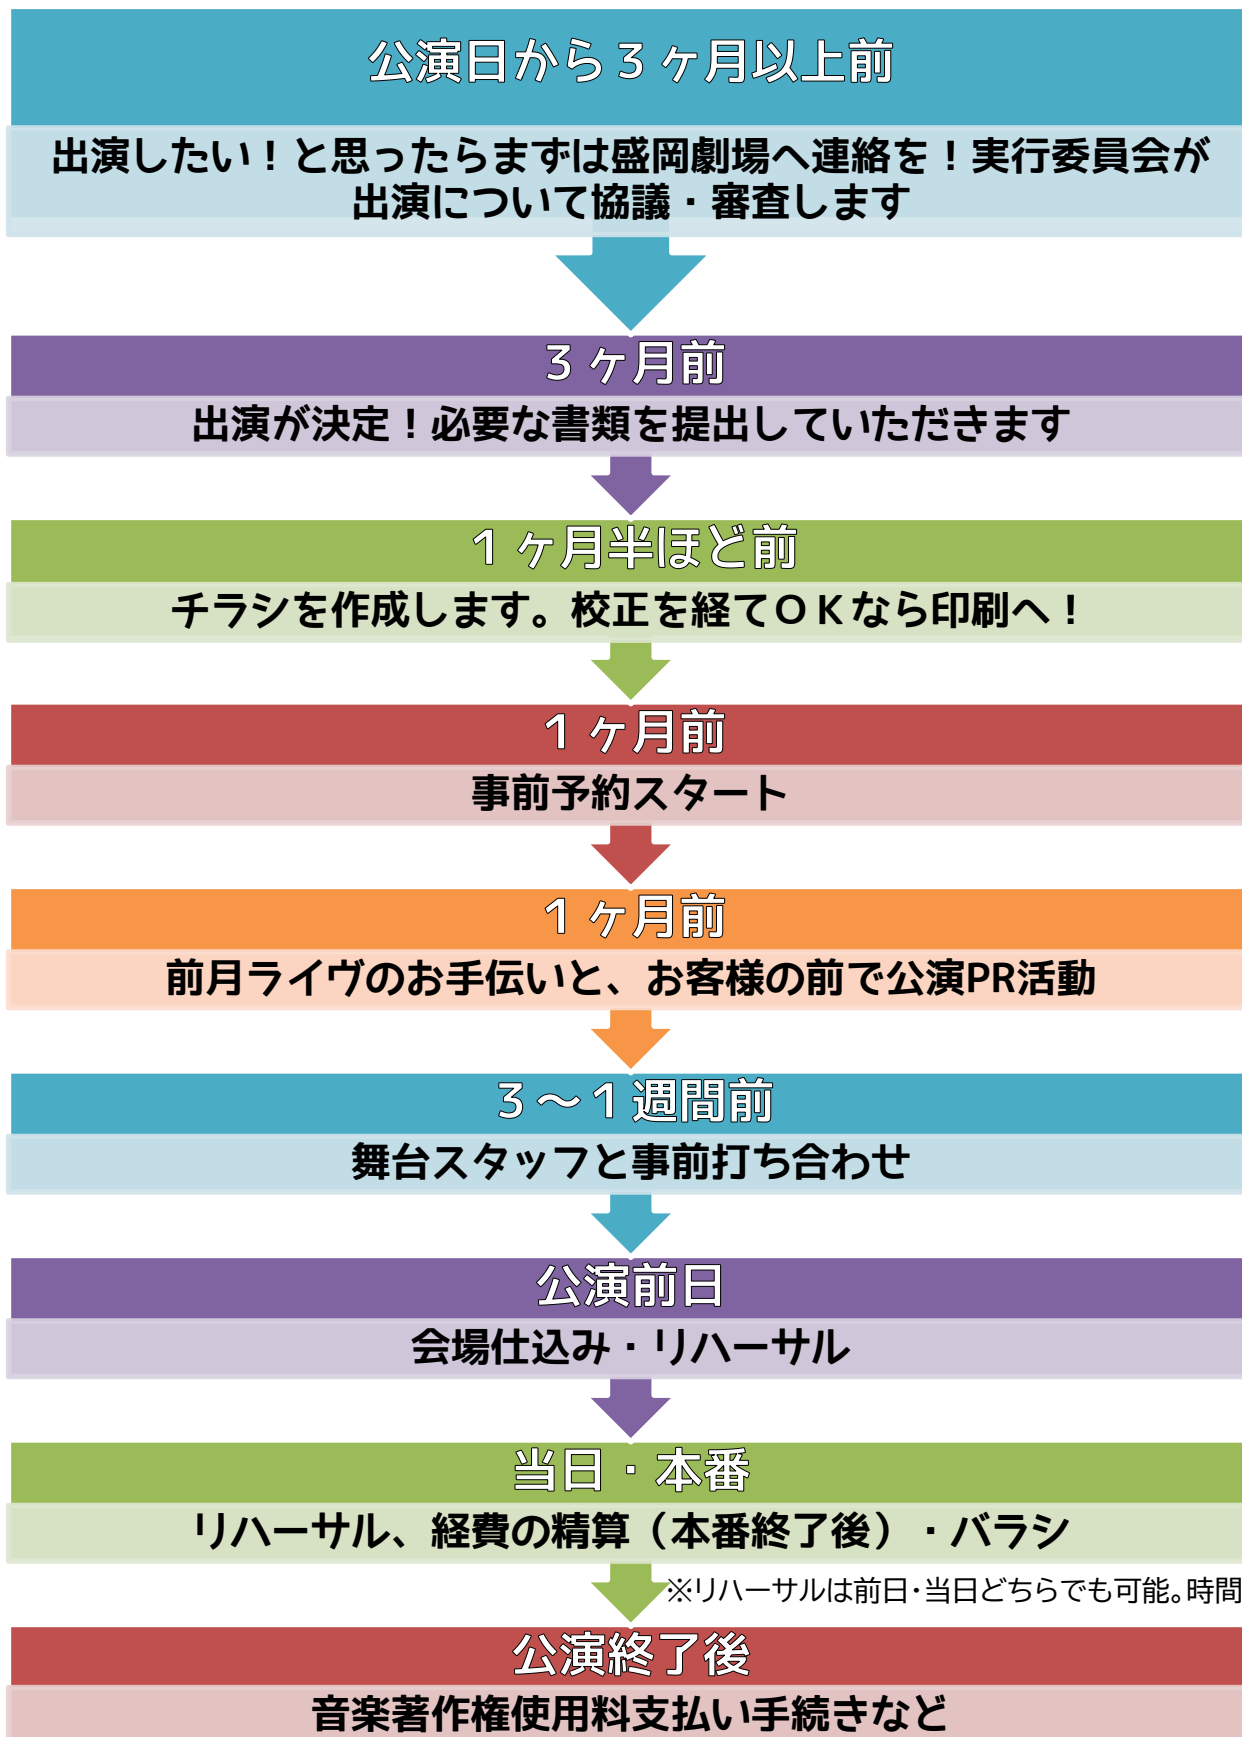 公演日から３ヶ月以上前
出演したい！と思ったらまずは盛岡劇場へ連絡を！実行委員会が
出演について協議・審査します
３ヶ月前
出演が決定！必要な書類を提出していただきます
１ヶ月半ほど前
チラシを作成します。校正を経てＯＫなら印刷へ！
１ヶ月前
事前予約スタート
１ヶ月前
前月ライヴのお手伝いと、お客様の前で公演PR活動
３～１週間前
舞台スタッフと事前打ち合わせ
公演前日
会場仕込み・リハーサル
当日・本番
リハーサル、経費の精算（本番終了後）・バラシ
※リハーサルは前日・当日どちらでも可能。時間
公演終了後
音楽著作権使用料支払い手続きなど